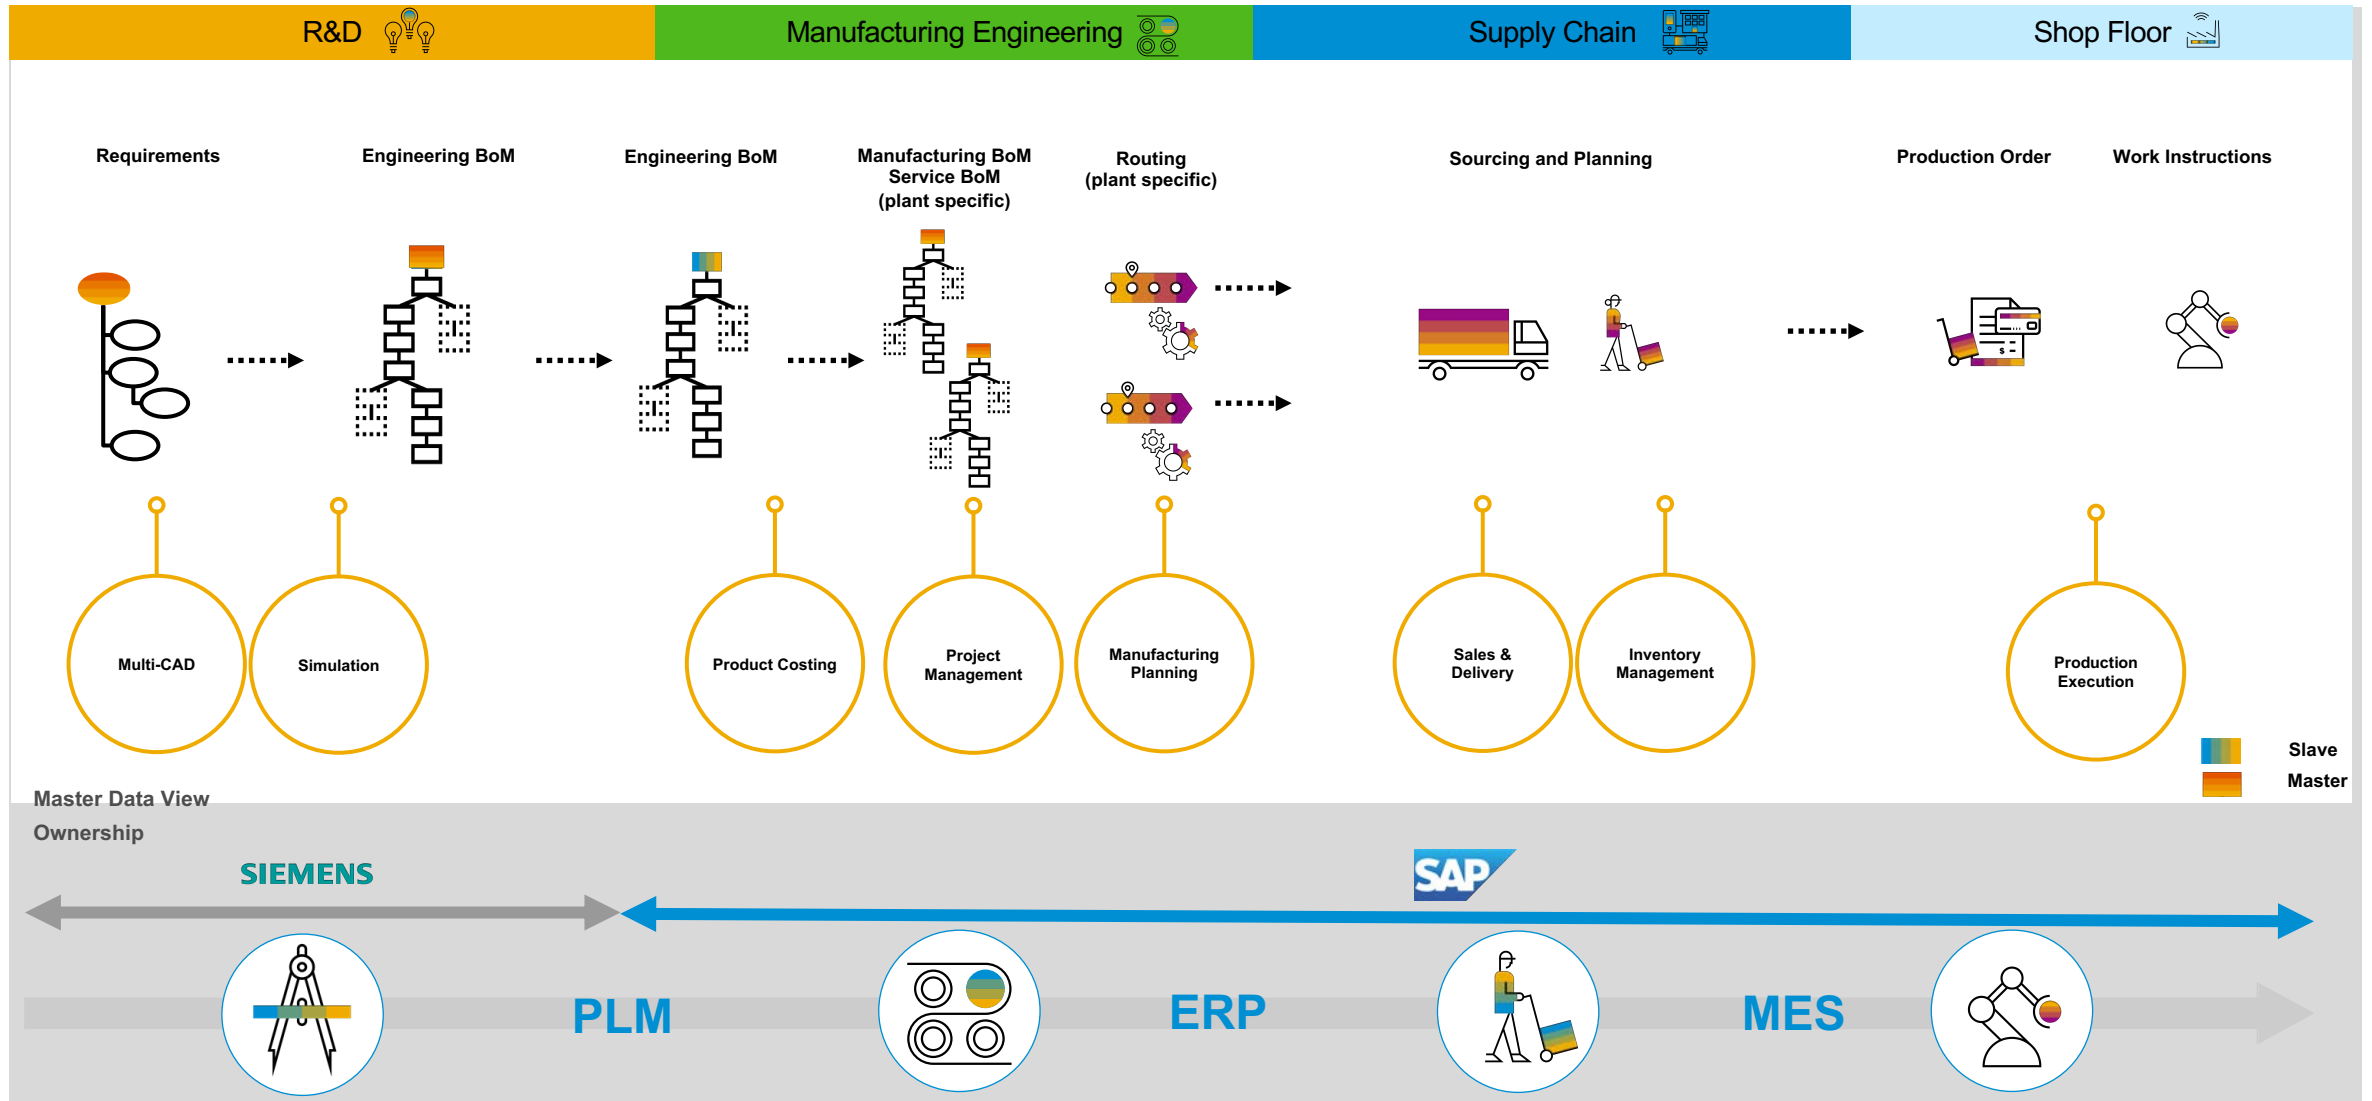 R&D
Manufacturing Engineering
Supply Chain
Shop Floor
Requirements
Engineering BoM
Engineering BoM
Manufacturing BoM
Service BoM
(plant specific)
Routing
(plant specific)
Sourcing and Planning
Production Order
Work Instructions
$
Multi-CAD
Simulation
Product Costing
Project
Management
Manufacturing
Planning
Sales &
Delivery
Inventory
Management
Production
Execution
Slave
Master
Master Data View
Ownership
SIEMENS
SAP
PLM
ERP
MES